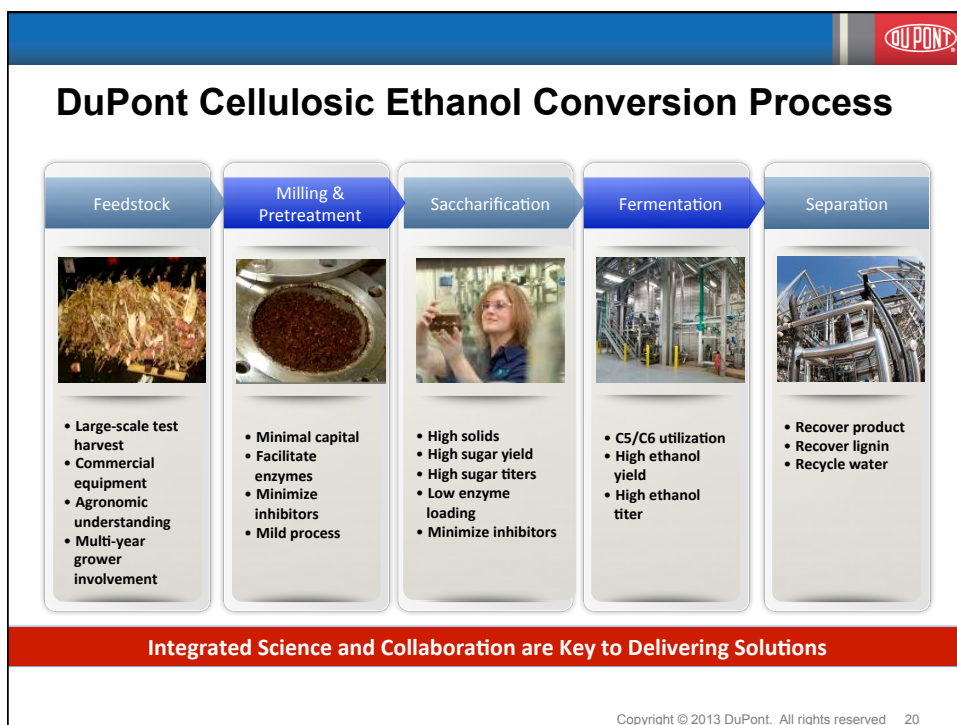 DU PONT
DuPont Cellulosic Ethanol Conversion Process
Feedstock
• Large-scale test
harvest
• Commercial
equipment
• Agronomic
understanding
• Multi-year
grower
involvement
Milling &
Pretreatment
• Minimal capital
• Facilitate
enzymes
• Minimize
inhibitors
• Mild process
Saccharification
• High solids
• High sugar yield
• High sugar titers
• Low enzyme
loading
• Minimize inhibitors
Fermentation
• C5/C6 utilization
• High ethanol
yield
• High ethanol
titer
Separation
• Recover product
• Recover lignin
• Recycle water
Integrated Science and Collaboration are Key to Delivering Solutions
Copyright © 2013 DuPont. All rights reserved 20